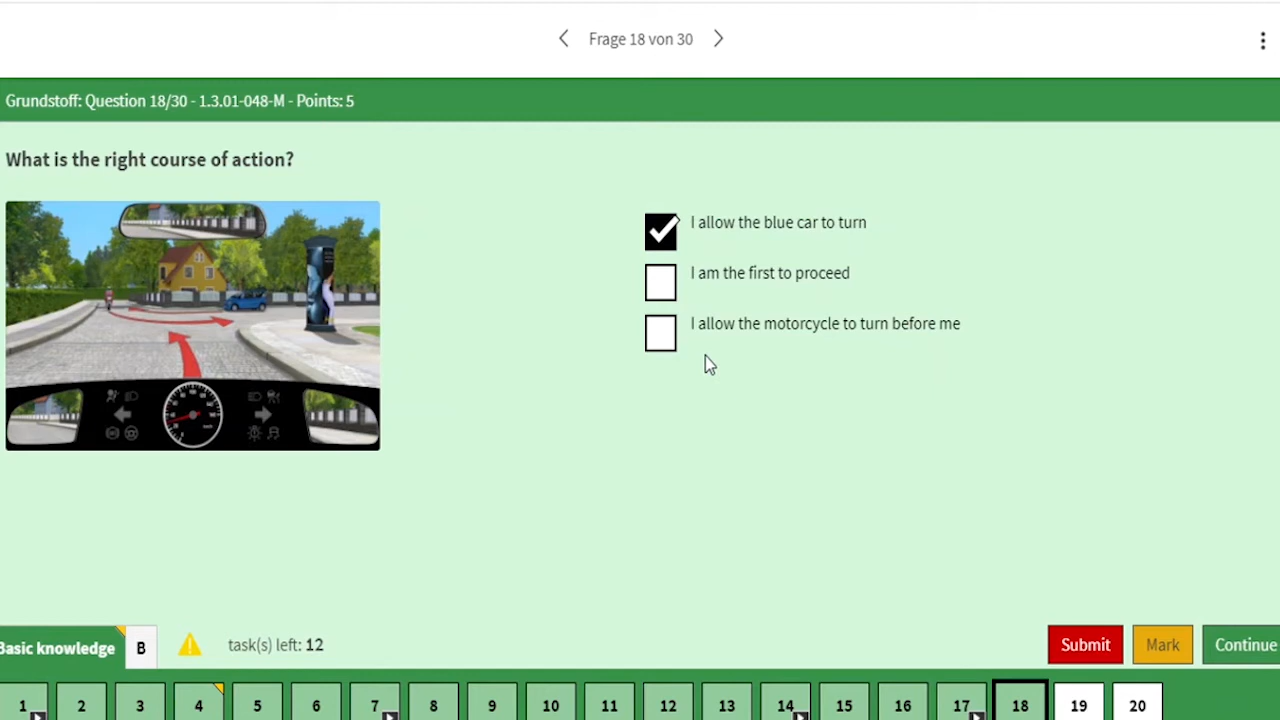 Frage 18 von 30
Grundstoff: Question 18/30 - 1.3.01-048-M - Points: 5
What is the right course of action?
I allow the blue car to turn
I am the first to proceed
I allow the motorcycle to turn before me
Basic knowledge
B
task(s) left: 12
Submit
Mark
Continue
1 2 3 4 5 6 7 8 9 10 11 12 13 14 15 16 17 18 19 20